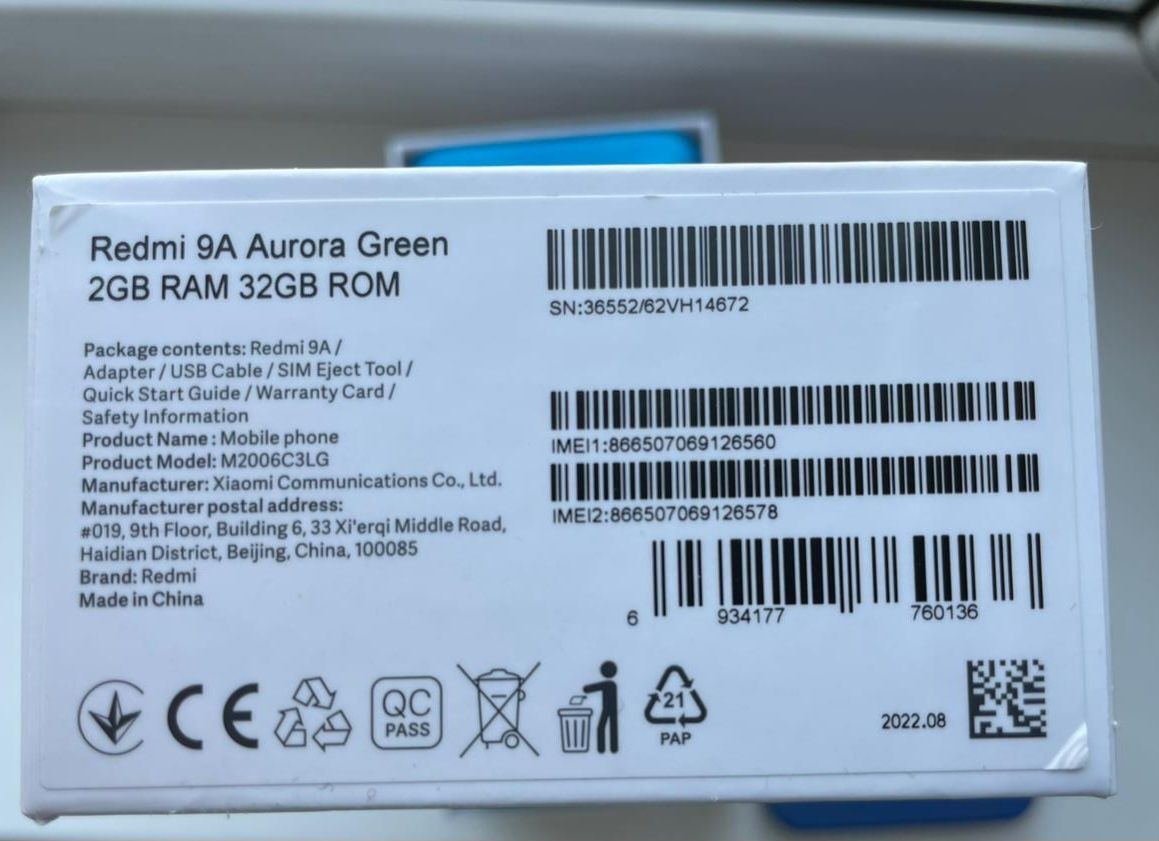 Redmi 9A Aurora Green
2GB RAM 32GB ROM
Package contents: Redmi 9A /
Adapter / USB Cable / SIM Eject Tool /
Quick Start Guide / Warranty Card /
Safety Information
Product Name : Mobile phone
Product Model: M2006C3LG
Manufacturer: Xiaomi Communications Co., Ltd.
Manufacturer postal address:
#019, 9th Floor, Building 6, 33 Xi'erqi Middle Road,
Haidian District, Beijing, China, 100085
Brand: Redmi
Made in China
SN:36552/62VH14672
IMEI1:866507069126560
IMEI2:866507069126578
6 934177 760136
CE
QC
PASS
21
PAP
2022.08